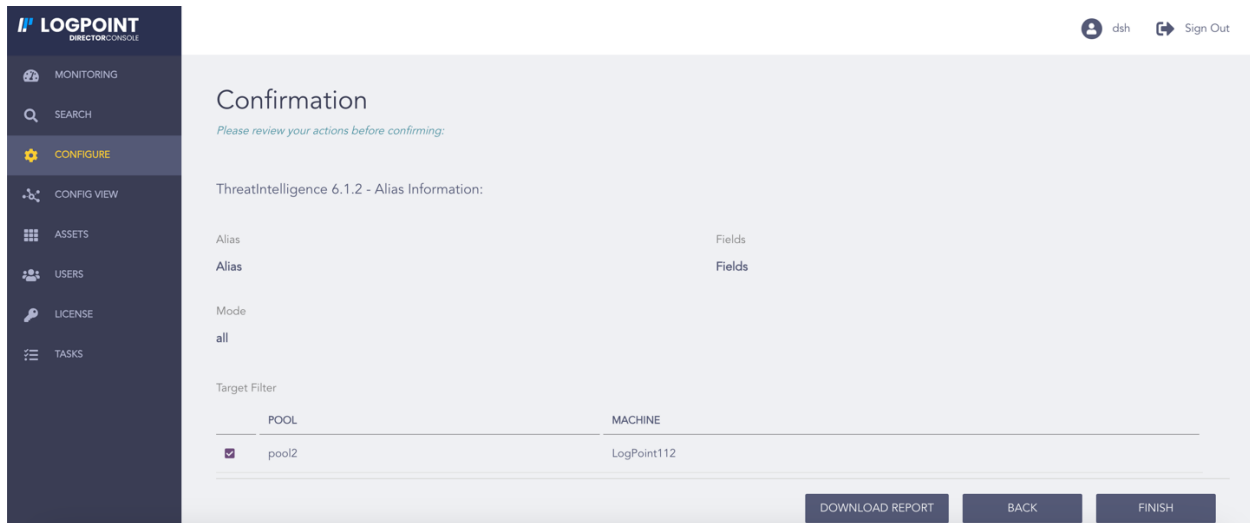 LOGPOINT
DIRECTORCONSOLE
dsh Sign Out
MONITORING
SEARCH
CONFIGURE
CONFIG VIEW
ASSETS
USERS
LICENSE
TASKS
Confirmation
Please review your actions before confirming:
ThreatIntelligence 6.1.2 - Alias Information:
Alias Fields
Alias Fields
Mode
all
Target Filter
POOL MACHINE
pool2 LogPoint112
DOWNLOAD REPORT BACK FINISH